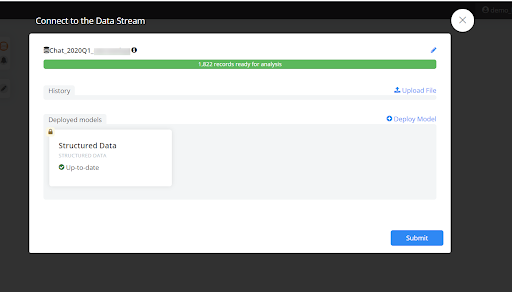 demo
Connect to the Data Stream
Chat_2020Q1_
1,822 records ready for analysis
History
Upload File
Deployed models
Deploy Model
Structured Data
STRUCTURED DATA
Up-to-date
Submit